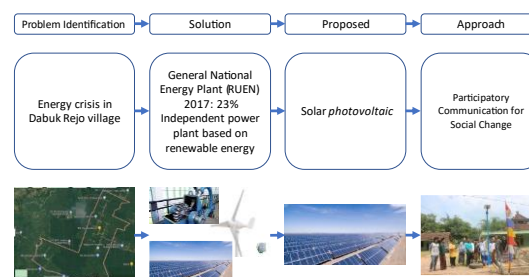 Problem Identification
Solution
Proposed
Approach
Energy crisis in
Dabuk Rejo village
General National
Energy Plant (RUEN)
2017: 23%
Independent power
plant based on
renewable energy
Solar photovoltaic
Participatory
Communication for
Social Change